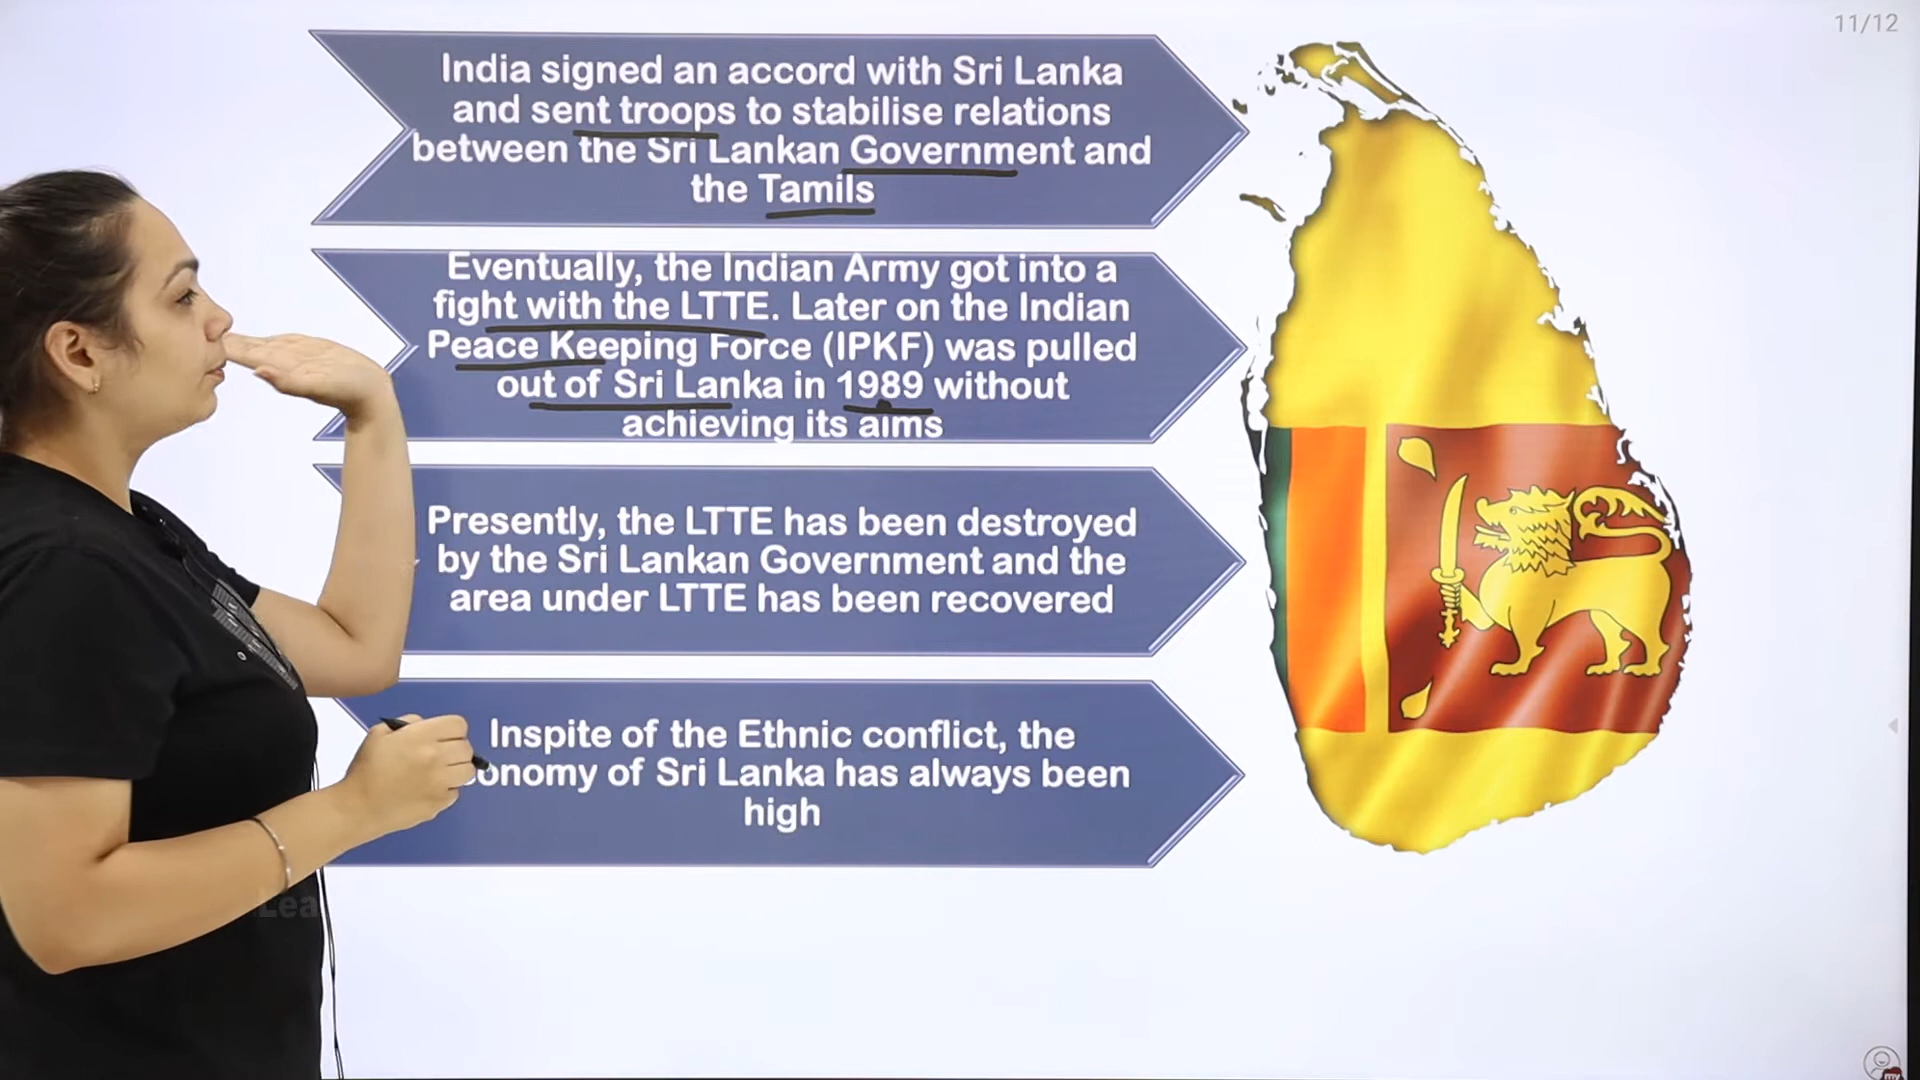 11/12
India signed an accord with Sri Lanka
and sent troops to stabilise relations
between the Sri Lankan Government and
the Tamils
Eventually, the Indian Army got into a
fight with the LTTE. Later on the Indian
Peace Keeping Force (IPKF) was pulled
out of Sri Lanka in 1989 without
achieving its aims
Presently, the LTTE has been destroyed
by the Sri Lankan Government and the
area under LTTE has been recovered
Inspite of the Ethnic conflict, the
onomy of Sri Lanka has always been
high
Lea